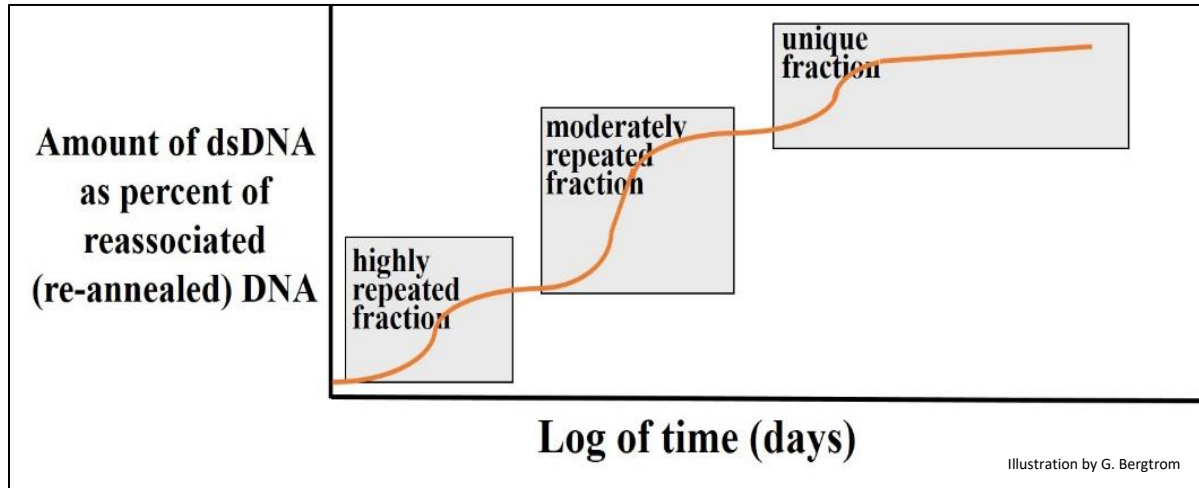 Amount of dsDNA
as percent of
reassociated
(re-annealed) DNA
highly
repeated
fraction
moderately
repeated
fraction
unique
fraction
Log of time (days)
Illustration by G. Bergtrom